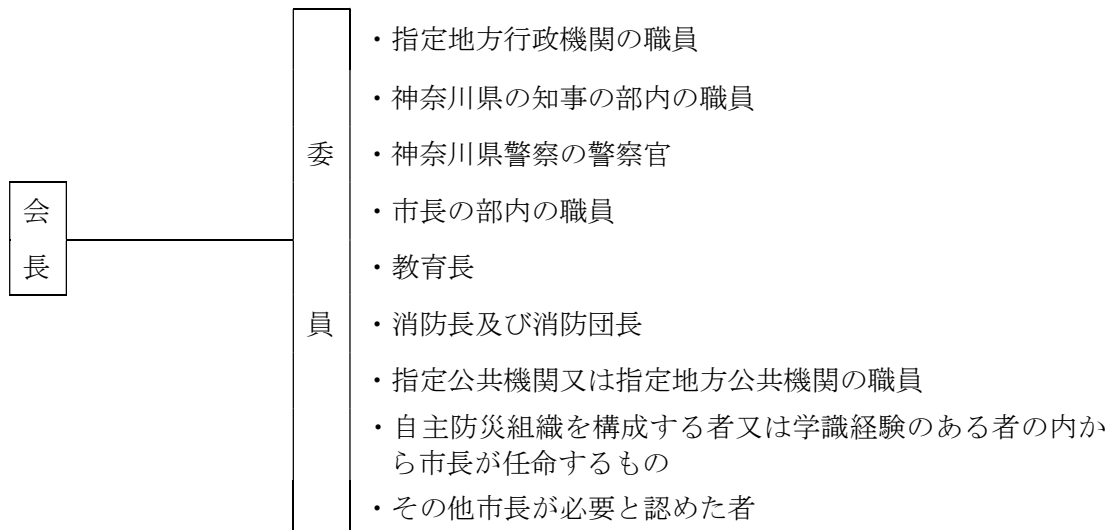 会長
委員
・指定地方行政機関の職員
・神奈川県の知事の部内の職員
・神奈川県警察の警察官
・市長の部内の職員
・教育長
・消防長及び消防団長
・指定公共機関又は指定地方公共機関の職員
・自主防災組織を構成する者又は学識経験のある者の内か
ら市長が任命するもの
・その他市長が必要と認めた者